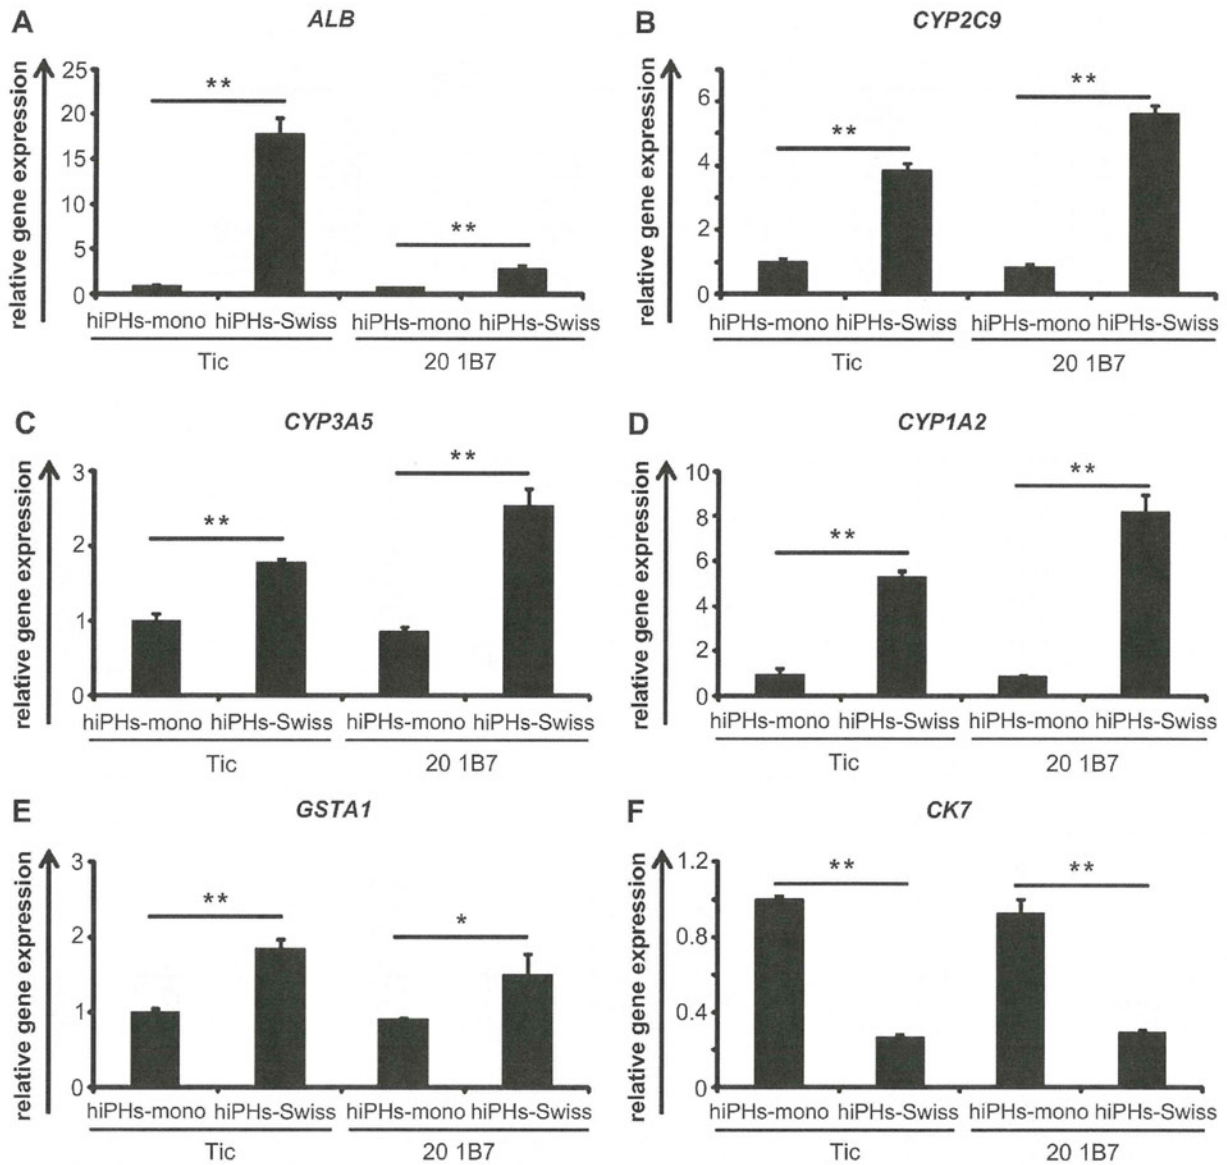 A
ALB
relative gene expression
25
20
15
10
5
0
**
**
hiPHs-mono hiPHs-Swiss hiPHs-mono hiPHs-Swiss
Tic
20 1B7
B
CYP2C9
relative gene expression
6
4
2
0
**
**
hiPHs-mono hiPHs-Swiss hiPHs-mono hiPHs-Swiss
Tic
20 1B7
C
CYP3A5
relative gene expression
3
2
1
0
**
**
hiPHs-mono hiPHs-Swiss hiPHs-mono hiPHs-Swiss
Tic
20 1B7
D
CYP1A2
relative gene expression
10
8
6
4
2
0
**
**
hiPHs-mono hiPHs-Swiss hiPHs-mono hiPHs-Swiss
Tic
20 1B7
E
GSTA1
relative gene expression
3
2
1
0
**
*
hiPHs-mono hiPHs-Swiss hiPHs-mono hiPHs-Swiss
Tic
20 1B7
F
CK7
relative gene expression
1.2
0.8
0.4
0
**
**
hiPHs-mono hiPHs-Swiss hiPHs-mono hiPHs-Swiss
Tic
20 1B7